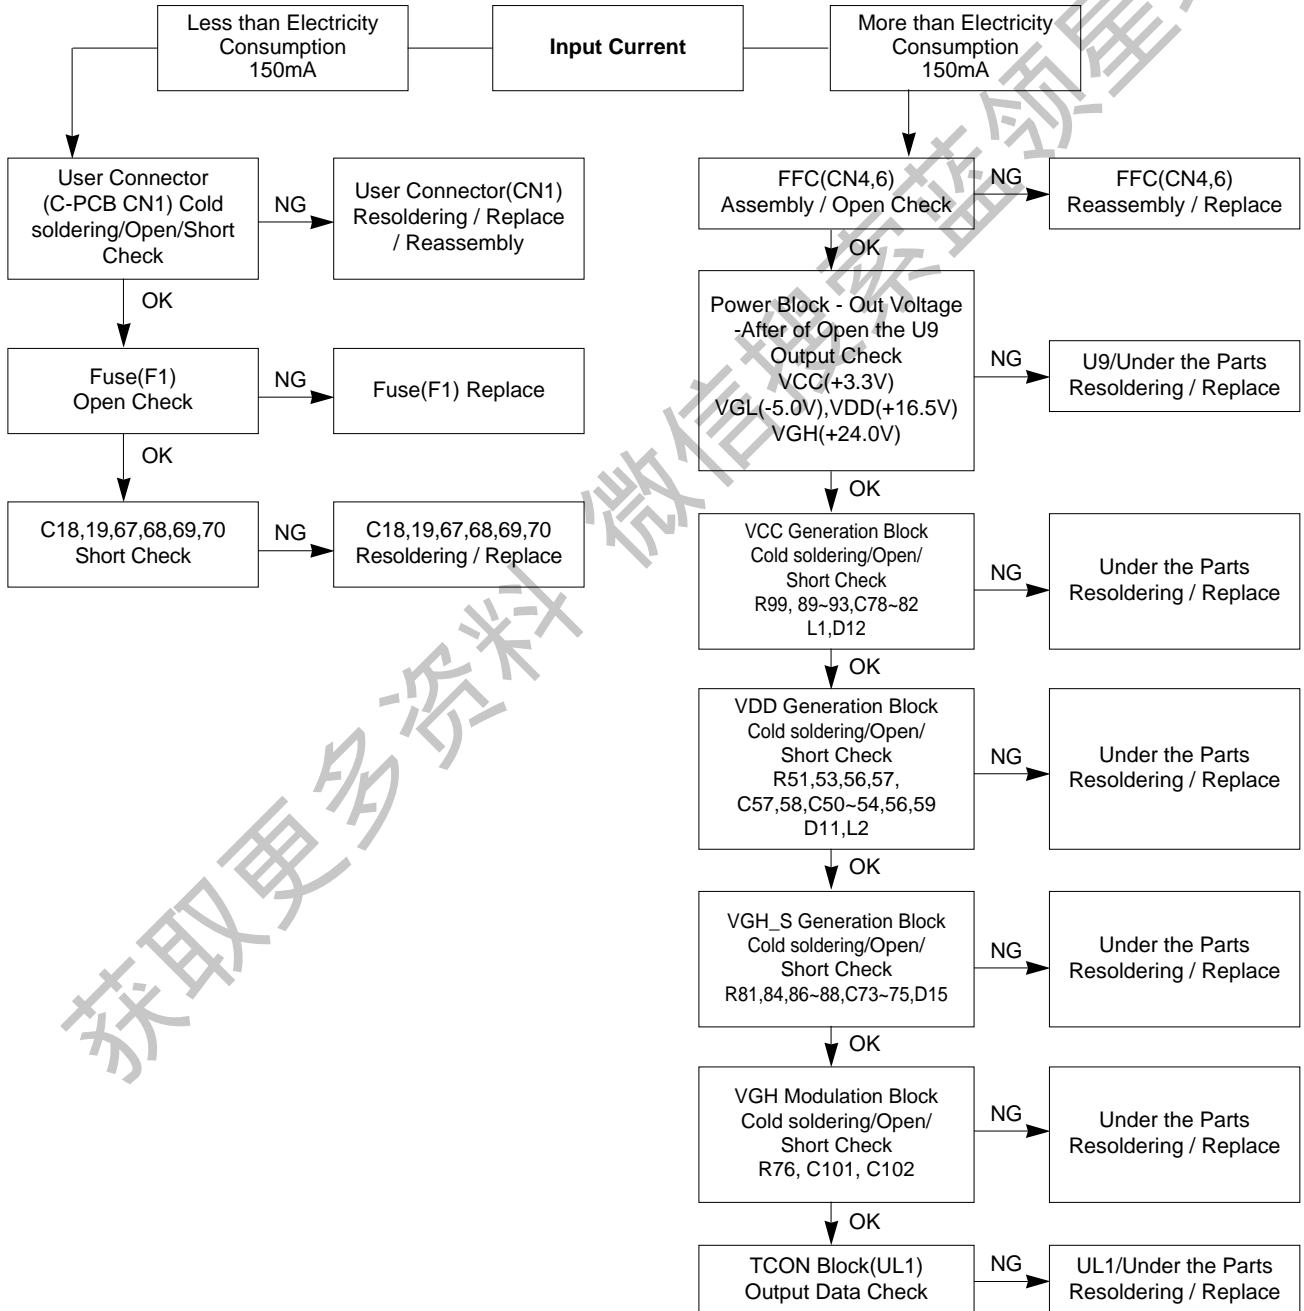 Less than Electricity
Consumption
150mA
Input Current
More than Electricity
Consumption
150mA
User Connector
(C-PCB CN1) Cold
soldering/Open/Short
Check
NG
User Connector(CN1)
Resoldering / Replace
/ Reassembly
OK
Fuse(F1)
Open Check
NG
Fuse(F1) Replace
OK
C18,19,67,68,69,70
Short Check
NG
C18,19,67,68,69,70
Resoldering / Replace
FFC(CN4,6)
Assembly / Open Check
NG
FFC(CN4,6)
Reassembly / Replace
OK
Power Block - Out Voltage
-After of Open the U9
Output Check
VCC(+3.3V)
VGL(-5.0V),VDD(+16.5V)
VGH(+24.0V)
NG
U9/Under the Parts
Resoldering / Replace
OK
VCC Generation Block
Cold soldering/Open/
Short Check
R99, 89~93,C78~82
L1,D12
NG
Under the Parts
Resoldering / Replace
OK
VDD Generation Block
Cold soldering/Open/
Short Check
R51,53,56,57,
C57,58,C50~54,56,59
D11,L2
NG
Under the Parts
Resoldering / Replace
OK
VGH_S Generation Block
Cold soldering/Open/
Short Check
R81,84,86~88,C73~75,D15
NG
Under the Parts
Resoldering / Replace
OK
VGH Modulation Block
Cold soldering/Open/
Short Check
R76, C101, C102
NG
Under the Parts
Resoldering / Replace
OK
TCON Block(UL1)
Output Data Check
NG
UL1/Under the Parts
Resoldering / Replace
获取更多资料 微信搜索蓝领星